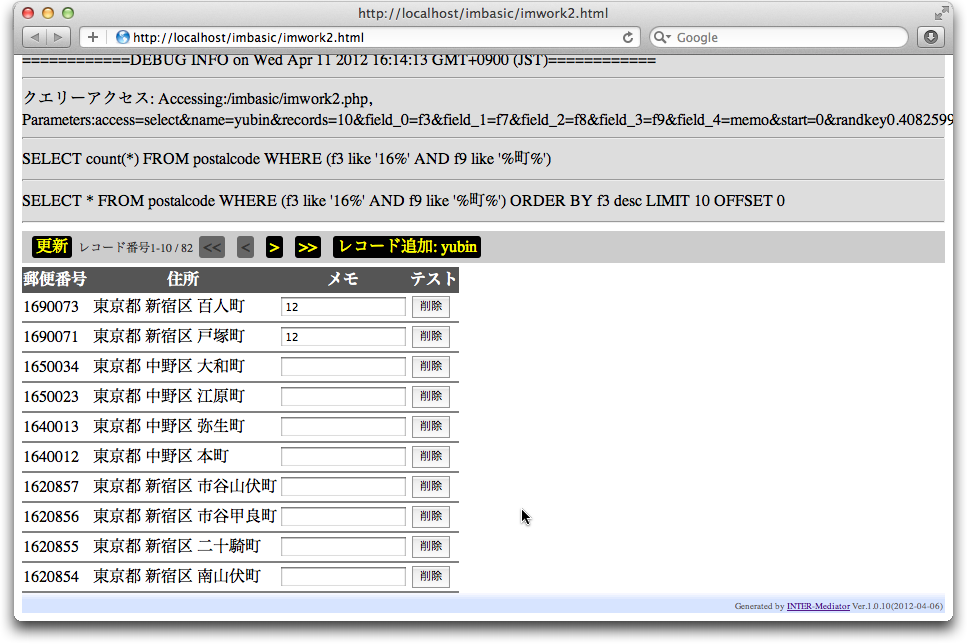 http://localhost/imbasic/imwork2.html
http://localhost/imbasic/imwork2.html
Google
============DEBUG INFO on Wed Apr 11 2012 16:14:13 GMT+0900 (JST)============
クエリーアクセス: Accessing:/imbasic/imwork2.php,
Parameters:access=select&name=yubin&records=10&field_0=f3&field_1=f7&field_2=f8&field_3=f9&field_4=memo&start=0&randkey0.4082599
SELECT count(*) FROM postalcode WHERE (f3 like '16%' AND f9 like '%町%')
SELECT * FROM postalcode WHERE (f3 like '16%' AND f9 like '%町%') ORDER BY f3 desc LIMIT 10 OFFSET 0
更新 レコード番号1-10 / 82 << < > >> レコード追加: yubin
郵便番号 住所 メモ テスト
1690073 東京都 新宿区 百人町 12 削除
1690071 東京都 新宿区 戸塚町 12 削除
1650034 東京都 中野区 大和町 削除
1650023 東京都 中野区 江原町 削除
1640013 東京都 中野区 弥生町 削除
1640012 東京都 中野区 本町 削除
1620857 東京都 新宿区 市谷山伏町 削除
1620856 東京都 新宿区 市谷甲良町 削除
1620855 東京都 新宿区 二十騎町 削除
1620854 東京都 新宿区 南山伏町 削除
Generated by INTER-Mediator Ver.1.0.10(2012-04-06)